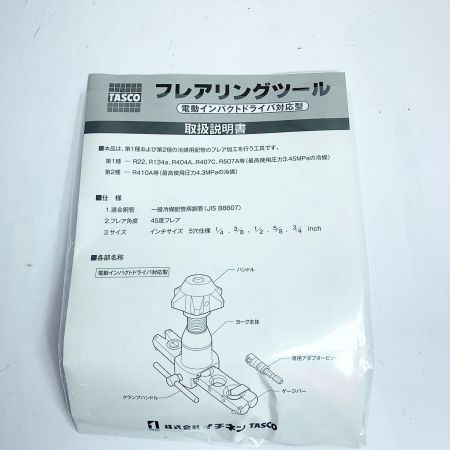 TASCO
フレアリングツール
電動インパクトドライバ対応型
取扱説明書
■本品は、第1種および第2種の冷媒用配管のフレア加工を行う工具です。
第1種 ー R22、R134a、R404A、R407C、R507A等(最高使用圧力3.45MPaの冷媒)
第2種 ー R410A等(最高使用圧力4.3MPaの冷媒)
■仕 様
1.適合銅管 一般冷媒配管用銅管(JIS B8607)
2.フレア角度 45度フレア
3.サイズ インチサイズ 5穴仕様 1/4 、3/8 、1/2 、5/8 、3/4 inch
■各部名称
電動インパクトドライバ対応型
ハンドル
ヨーク本体
専用アダプタービット
クランプハンドル
ゲージバー
株式会社イチネンTASCO